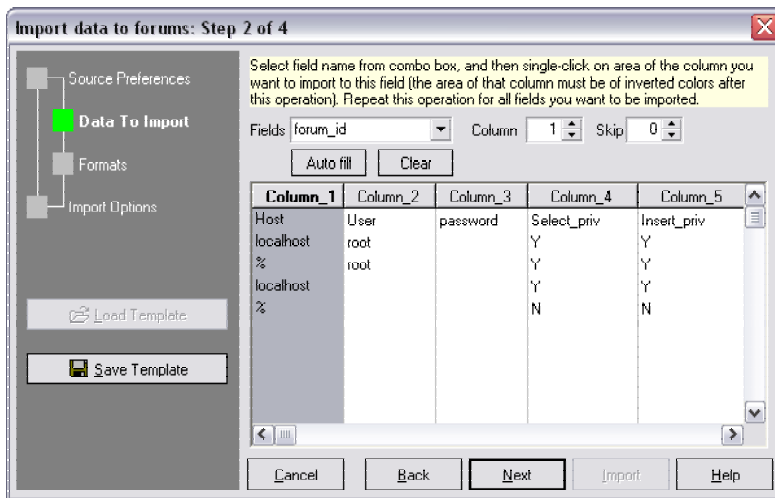 Import data to forums: Step 2 of 4
Source Preferences
Data To Import
Formats
Import Options
Load Template
Save Template
Select field name from combo box, and then single-click on area of the column you
want to import to this field (the area of that column must be of inverted colors after
this operation). Repeat this operation for all fields you want to be imported.
Fields forum_id Column 1 Skip 0
Auto fill Clear
Column_1 Column_2 Column_3 Column_4 Column_5
Host User password Select_priv Insert_priv
localhost root Y Y
% root Y Y
localhost Y Y
% N N
Cancel Back Next Import Help